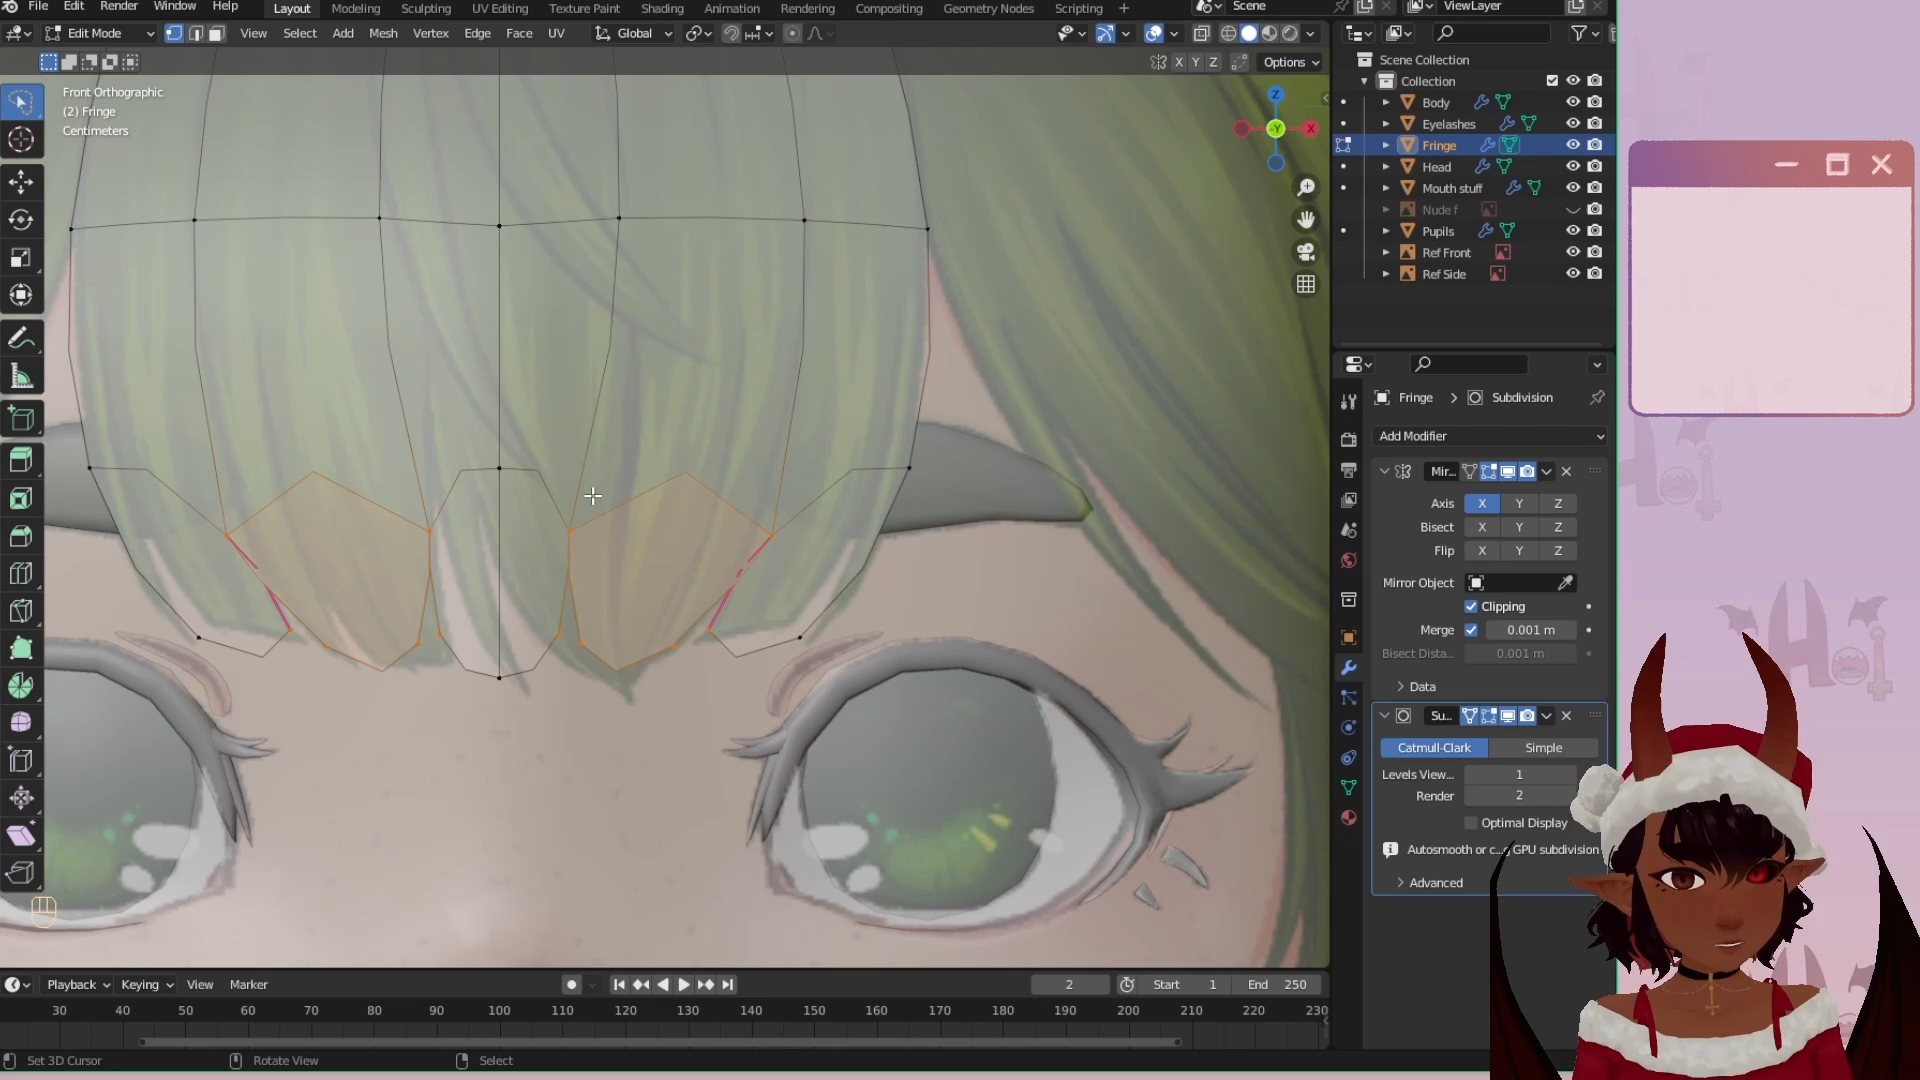 File Edit Render Window Help Layout Modeling Sculpting UV Editing Texture Paint Shading Animation Rendering Compositing Geometry Nodes Scripting Scene ViewLayer
Edit Mode View Select Add Mesh Vertex Edge Face UV Global
X Y Z Options
Front Orthographic
(2) Fringe
Centimeters
Z
-Y
X
Scene Collection
Collection
Body
Eyelashes
Fringe
Head
Mouth stuff
Nude f
Pupils
Ref Front
Ref Side
Fringe Subdivision
Add Modifier
Mir...
Axis X Y Z
Bisect X Y Z
Flip X Y Z
Mirror Object
Clipping
Merge 0.001 m
Bisect Dista... 0.001 m
Data
Su...
Catmull-Clark Simple
Levels View... 1
Render 2
Optimal Display
Autosmooth or c... GPU subdivision
Advanced
Playback Keying View Marker 2 Start 1 End 250
30 40 50 60 70 80 90 100 110 120 130 140 150 160 170 180 190 200 210 220 230
Set 3D Cursor Rotate View Select